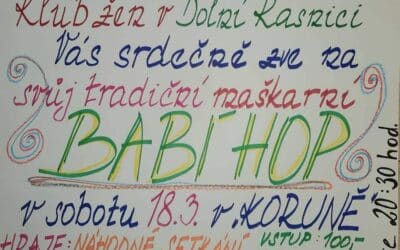 Klub žen v Dolní Řasnici
Vás srdečně zve na
svůj tradiční maškarní
BABÍ HOP
v sobotu 18.3. v "KORUNĚ
HRAJE: NÁHODNÉ SETKÁNÍ VSTUP: 100,-
20:30 hod.